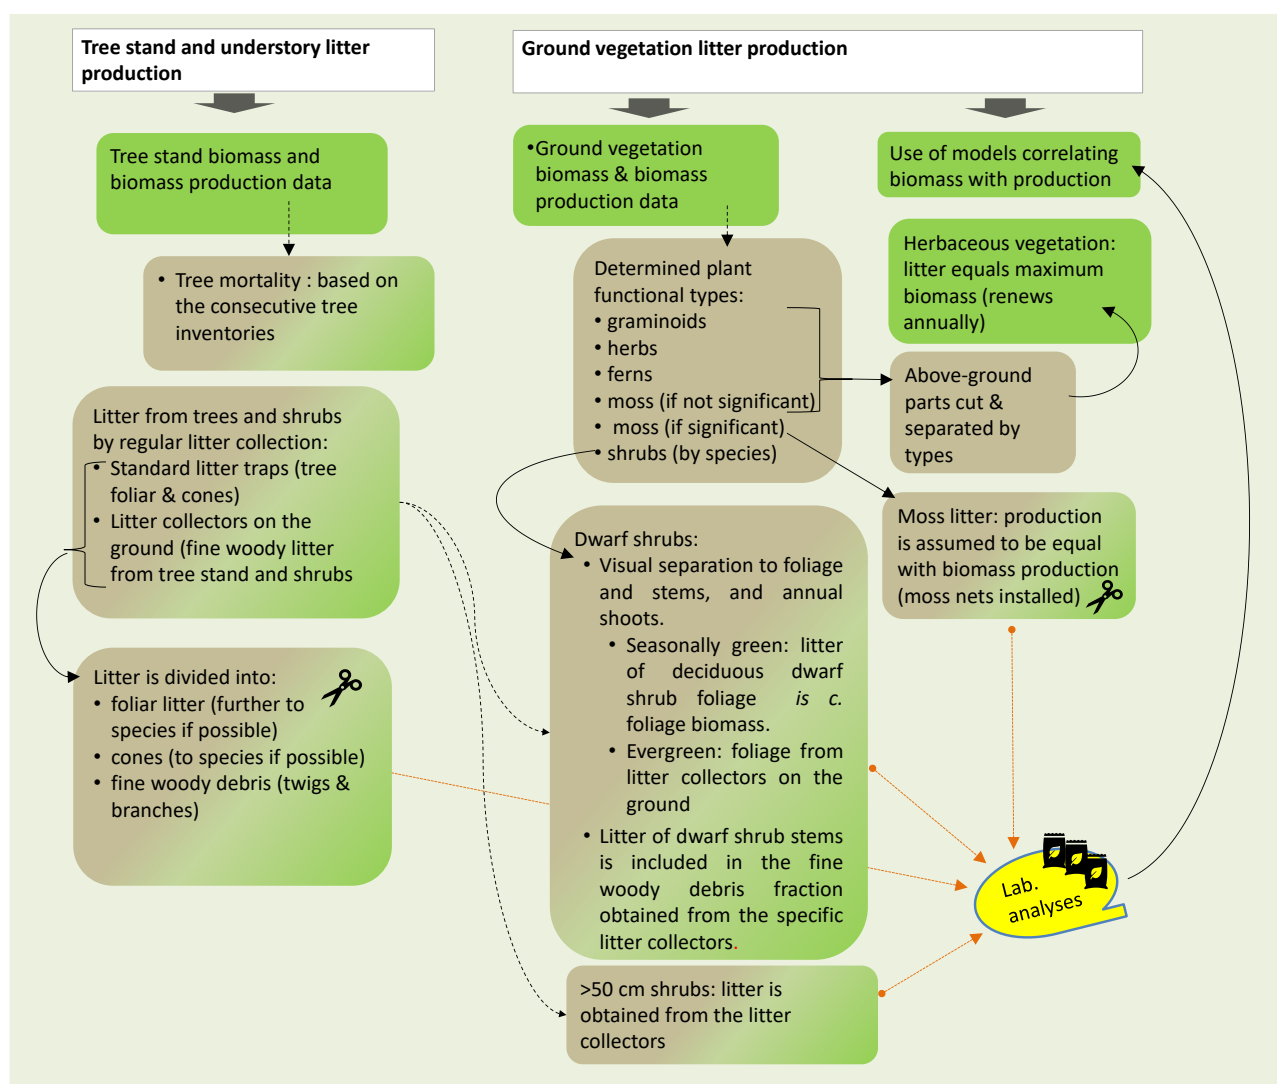 Tree stand and understory litter
production
Tree stand biomass and
biomass production data
• Tree mortality : based on
the consecutive tree
inventories
Litter from trees and shrubs
by regular litter collection:
• Standard litter traps (tree
foliar & cones)
• Litter collectors on the
ground (fine woody litter
from tree stand and shrubs
Litter is divided into:
• foliar litter (further to
species if possible)
• cones (to species if possible)
• fine woody debris (twigs &
branches)
Ground vegetation litter production
•Ground vegetation
biomass & biomass
production data
Determined plant
functional types:
• graminoids
• herbs
• ferns
• moss (if not significant)
• moss (if significant)
• shrubs (by species)
Dwarf shrubs:
• Visual separation to foliage
and stems, and annual
shoots.
• Seasonally green: litter
of deciduous dwarf
shrub foliage is c.
foliage biomass.
• Evergreen: foliage from
litter collectors on the
ground
• Litter of dwarf shrub stems
is included in the fine
woody debris fraction
obtained from the specific
litter collectors.
>50 cm shrubs: litter is
obtained from the litter
collectors
Use of models correlating
biomass with production
Herbaceous vegetation:
litter equals maximum
biomass (renews
annually)
Above-ground
parts cut &
separated by
types
Moss litter: production
is assumed to be equal
with biomass production
(moss nets installed)
Lab.
analyses